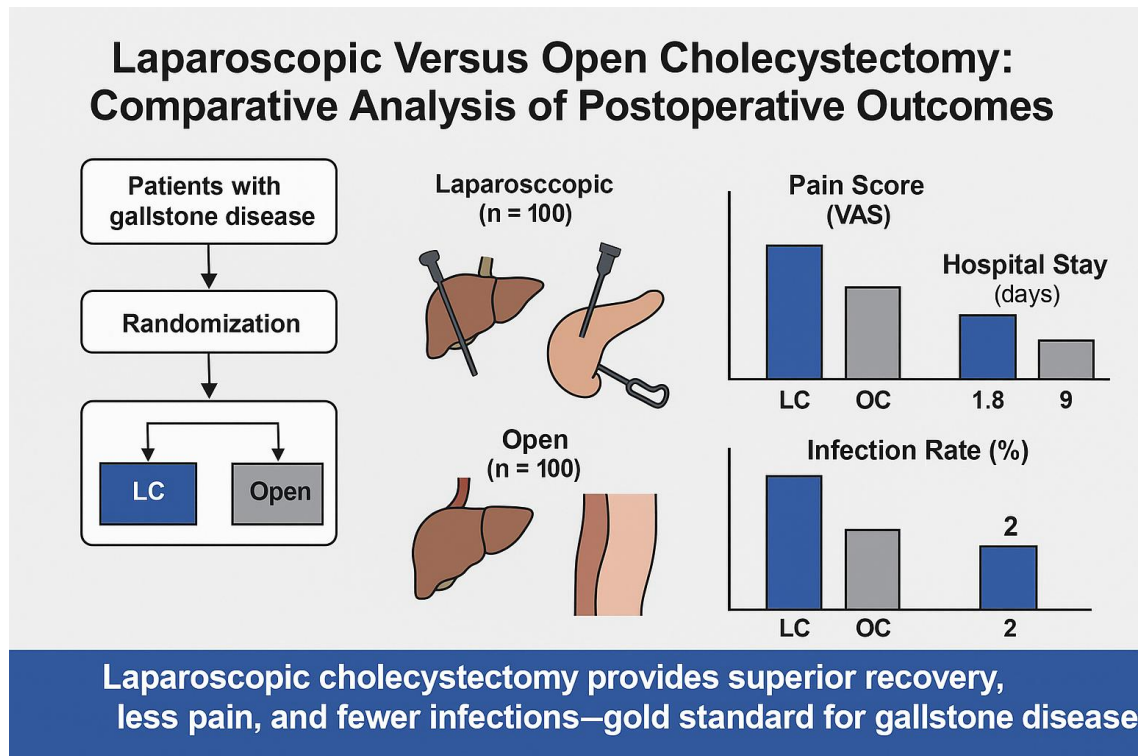 Laparoscopic Versus Open Cholecystectomy:
Comparative Analysis of Postoperative Outcomes
Patients with
gallstone disease
Randomization
LC
Open
Laparosccopic
(n = 100)
Open
(n = 100)
Pain Score
(VAS)
Hospital Stay
(days)
LC
OC
1.8
9
Infection Rate (%)
2
LC
OC
2
Laparoscopic cholecystectomy provides superior recovery,
less pain, and fewer infections—gold standard for gallstone disease